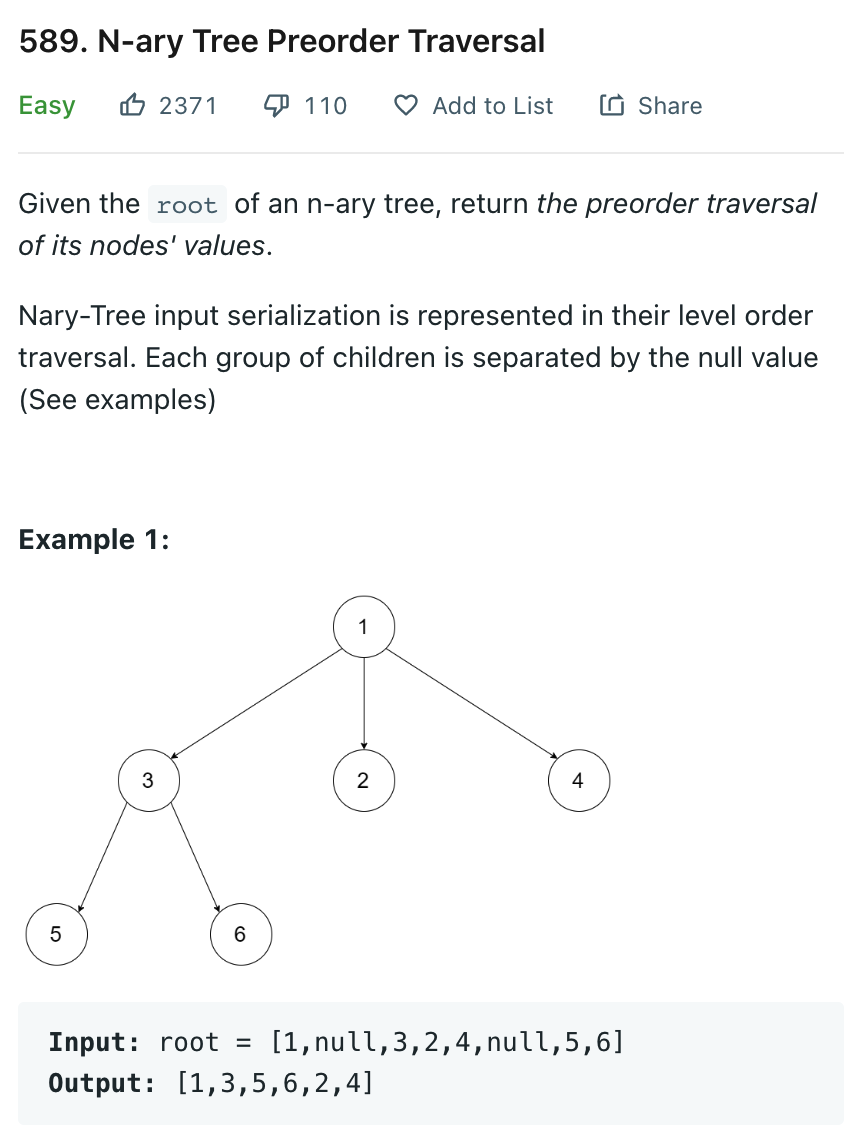 589. N-ary Tree Preorder Traversal
Easy 2371 110 Add to List Share
Given the root of an n-ary tree, return the preorder traversal
of its nodes' values.
Nary-Tree input serialization is represented in their level order
traversal. Each group of children is separated by the null value
(See examples)
Example 1:
1
3 2 4
5 6
Input: root = [1,null,3,2,4,null,5,6]
Output: [1,3,5,6,2,4]